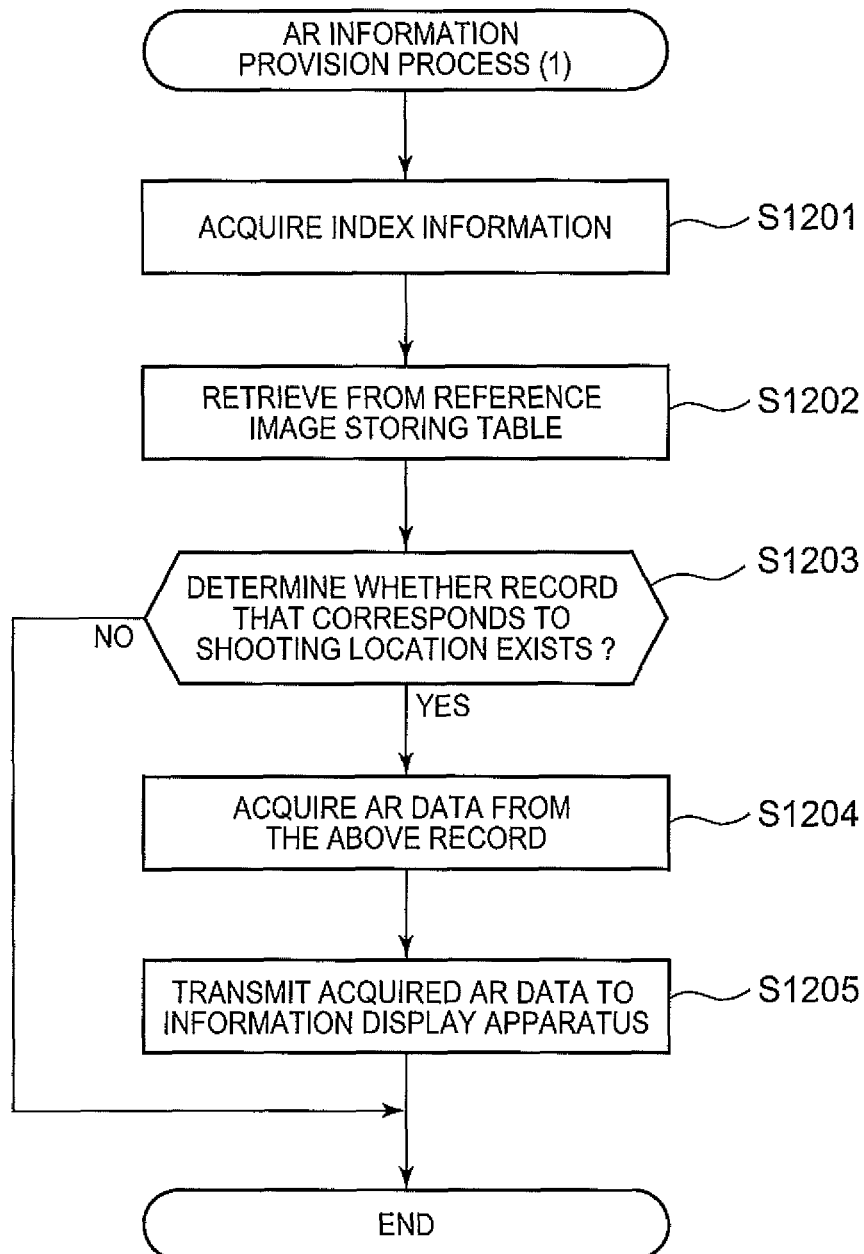 AR INFORMATION
PROVISION PROCESS (1)
ACQUIRE INDEX INFORMATION
S1201
RETRIEVE FROM REFERENCE
IMAGE STORING TABLE
S1202
DETERMINE WHETHER RECORD
THAT CORRESPONDS TO
SHOOTING LOCATION EXISTS ?
S1203
NO
YES
ACQUIRE AR DATA FROM
THE ABOVE RECORD
S1204
TRANSMIT ACQUIRED AR DATA TO
INFORMATION DISPLAY APPARATUS
S1205
END